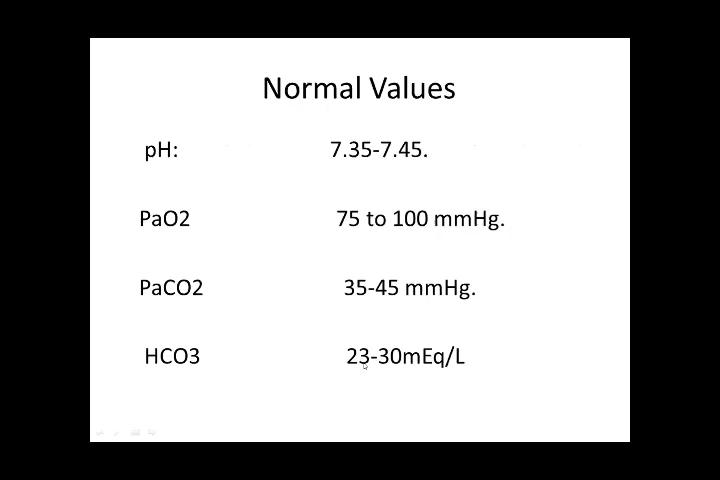 Normal Values
pH: 7.35-7.45.
PaO2 75 to 100 mmHg.
PaCO2 35-45 mmHg.
HCO3 23-30mEq/L